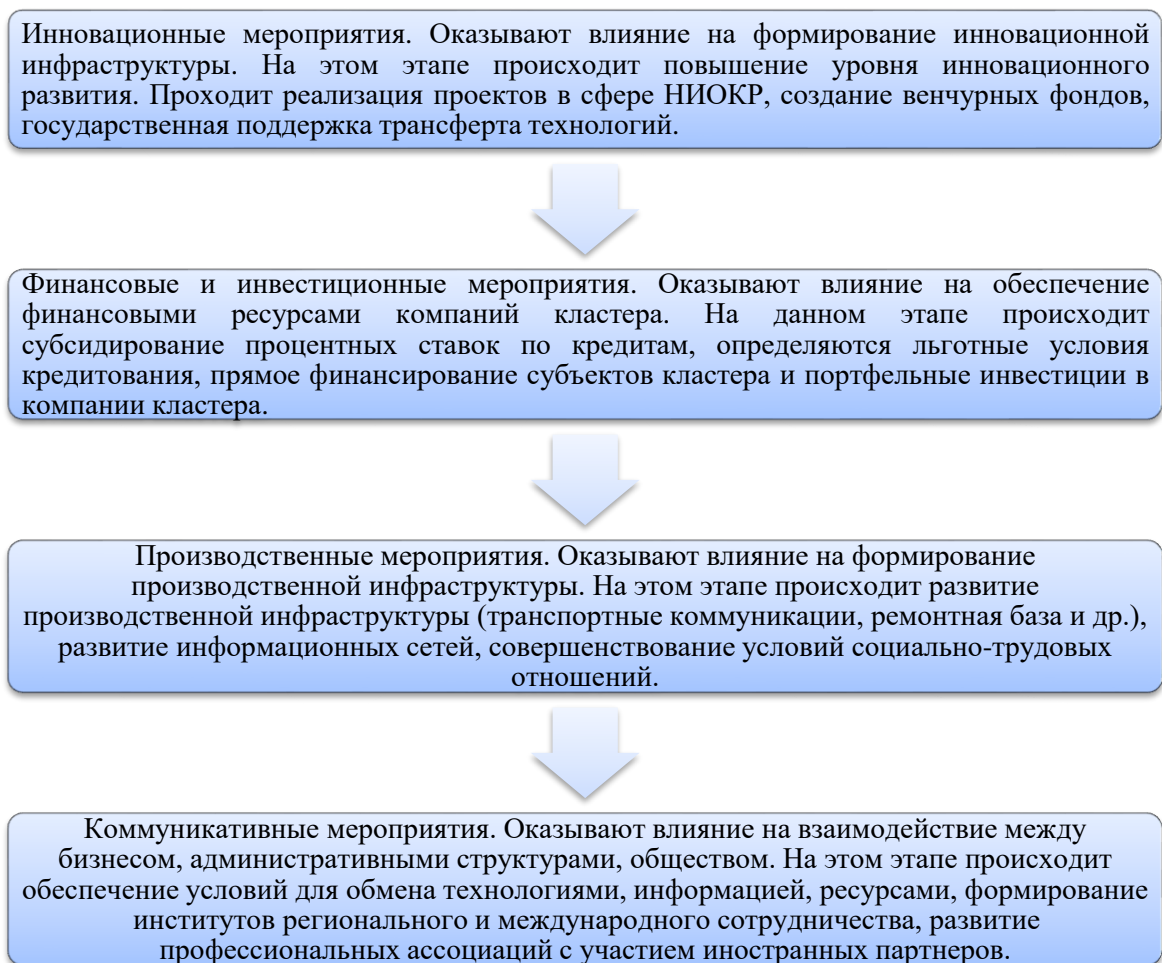 Инновационные мероприятия. Оказывают влияние на формирование инновационной
инфраструктуры. На этом этапе происходит повышение уровня инновационного
развития. Проходит реализация проектов в сфере НИОКР, создание венчурных фондов,
государственная поддержка трансферта технологий.
Финансовые и инвестиционные мероприятия. Оказывают влияние на обеспечение
финансовыми ресурсами компаний кластера. На данном этапе происходит
субсидирование процентных ставок по кредитам, определяются льготные условия
кредитования, прямое финансирование субъектов кластера и портфельные инвестиции в
компании кластера.
Производственные мероприятия. Оказывают влияние на формирование
производственной инфраструктуры. На этом этапе происходит развитие
производственной инфраструктуры (транспортные коммуникации, ремонтная база и др.),
развитие информационных сетей, совершенствование условий социально-трудовых
отношений.
Коммуникативные мероприятия. Оказывают влияние на взаимодействие между
бизнесом, административными структурами, обществом. На этом этапе происходит
обеспечение условий для обмена технологиями, информацией, ресурсами, формирование
институтов регионального и международного сотрудничества, развитие
профессиональных ассоциаций с участием иностранных партнеров.